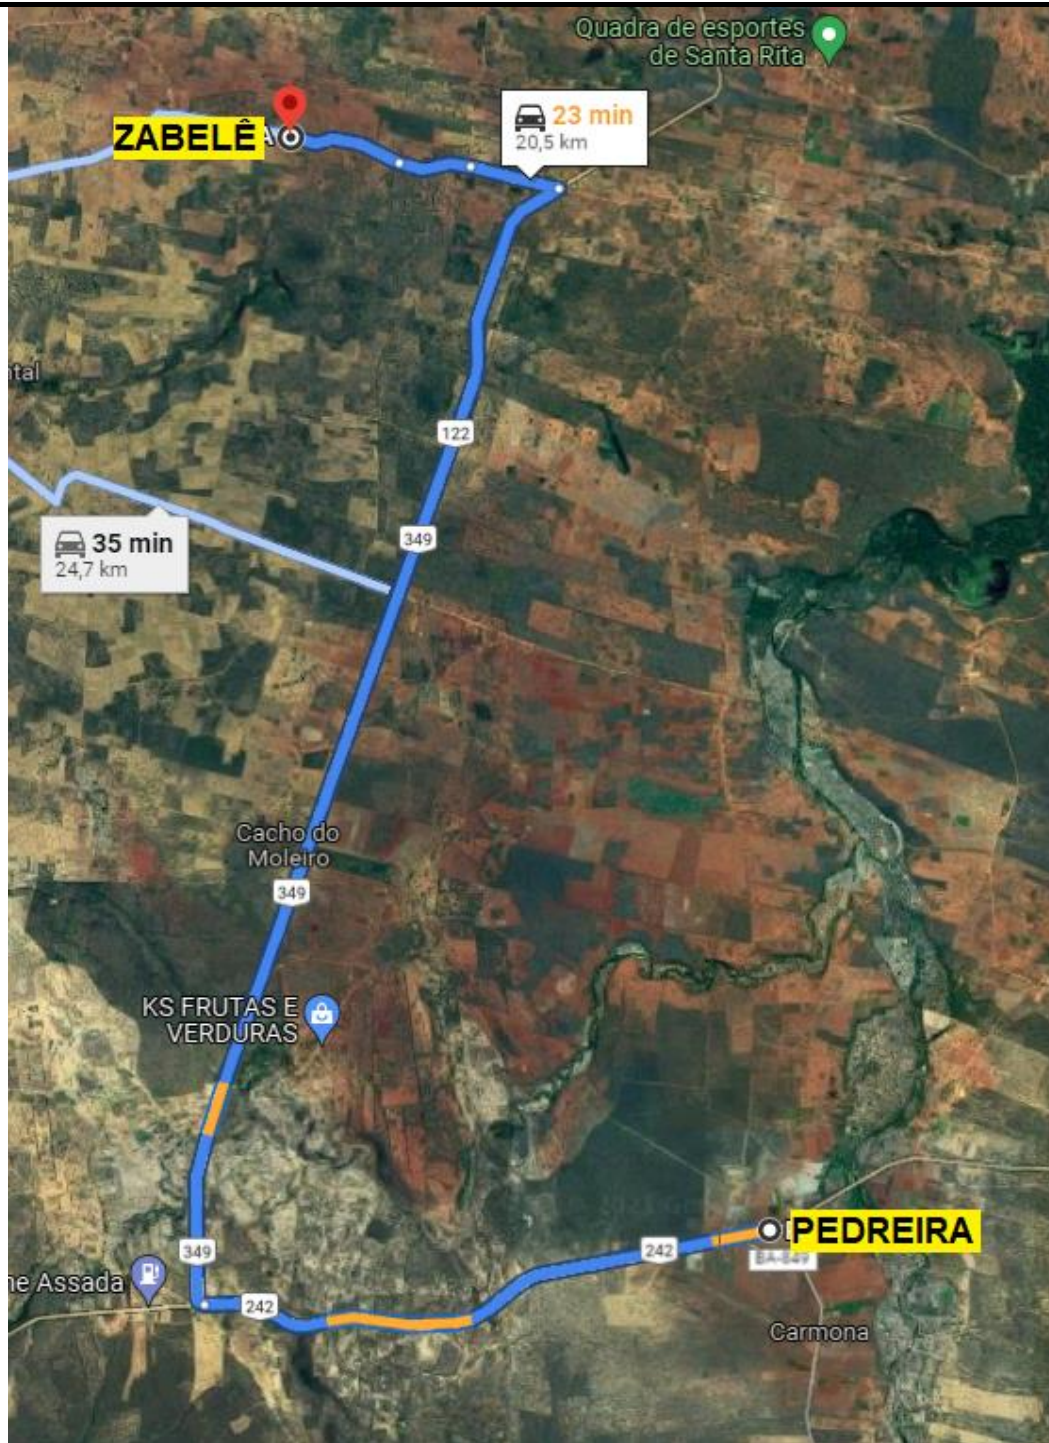 Quadra de esportes
de Santa Rita
ZABELÊ
23 min
20,5 km
122
349
35 min
24,7 km
Cacho do
Moleiro
349
KS FRUTAS E
VERDURAS
349
242
242
PEDREIRA
ne Assada
Carmona